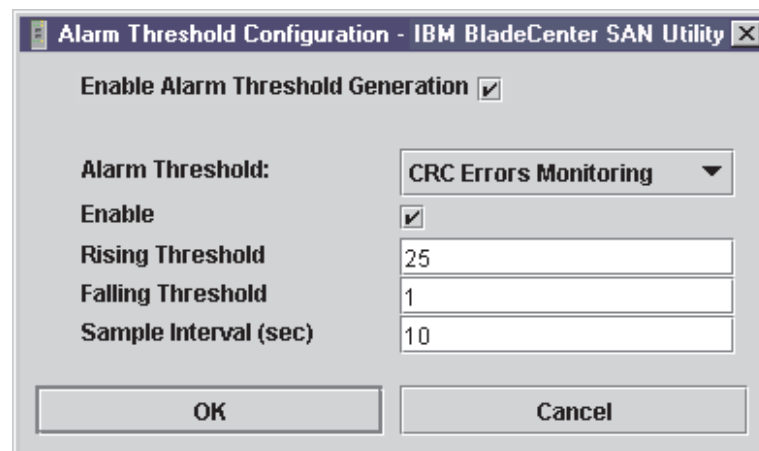 Alarm Threshold Configuration - IBM BladeCenter SAN Utility
Enable Alarm Threshold Generation
Alarm Threshold: CRC Errors Monitoring
Enable
Rising Threshold 25
Falling Threshold 1
Sample Interval (sec) 10
OK Cancel